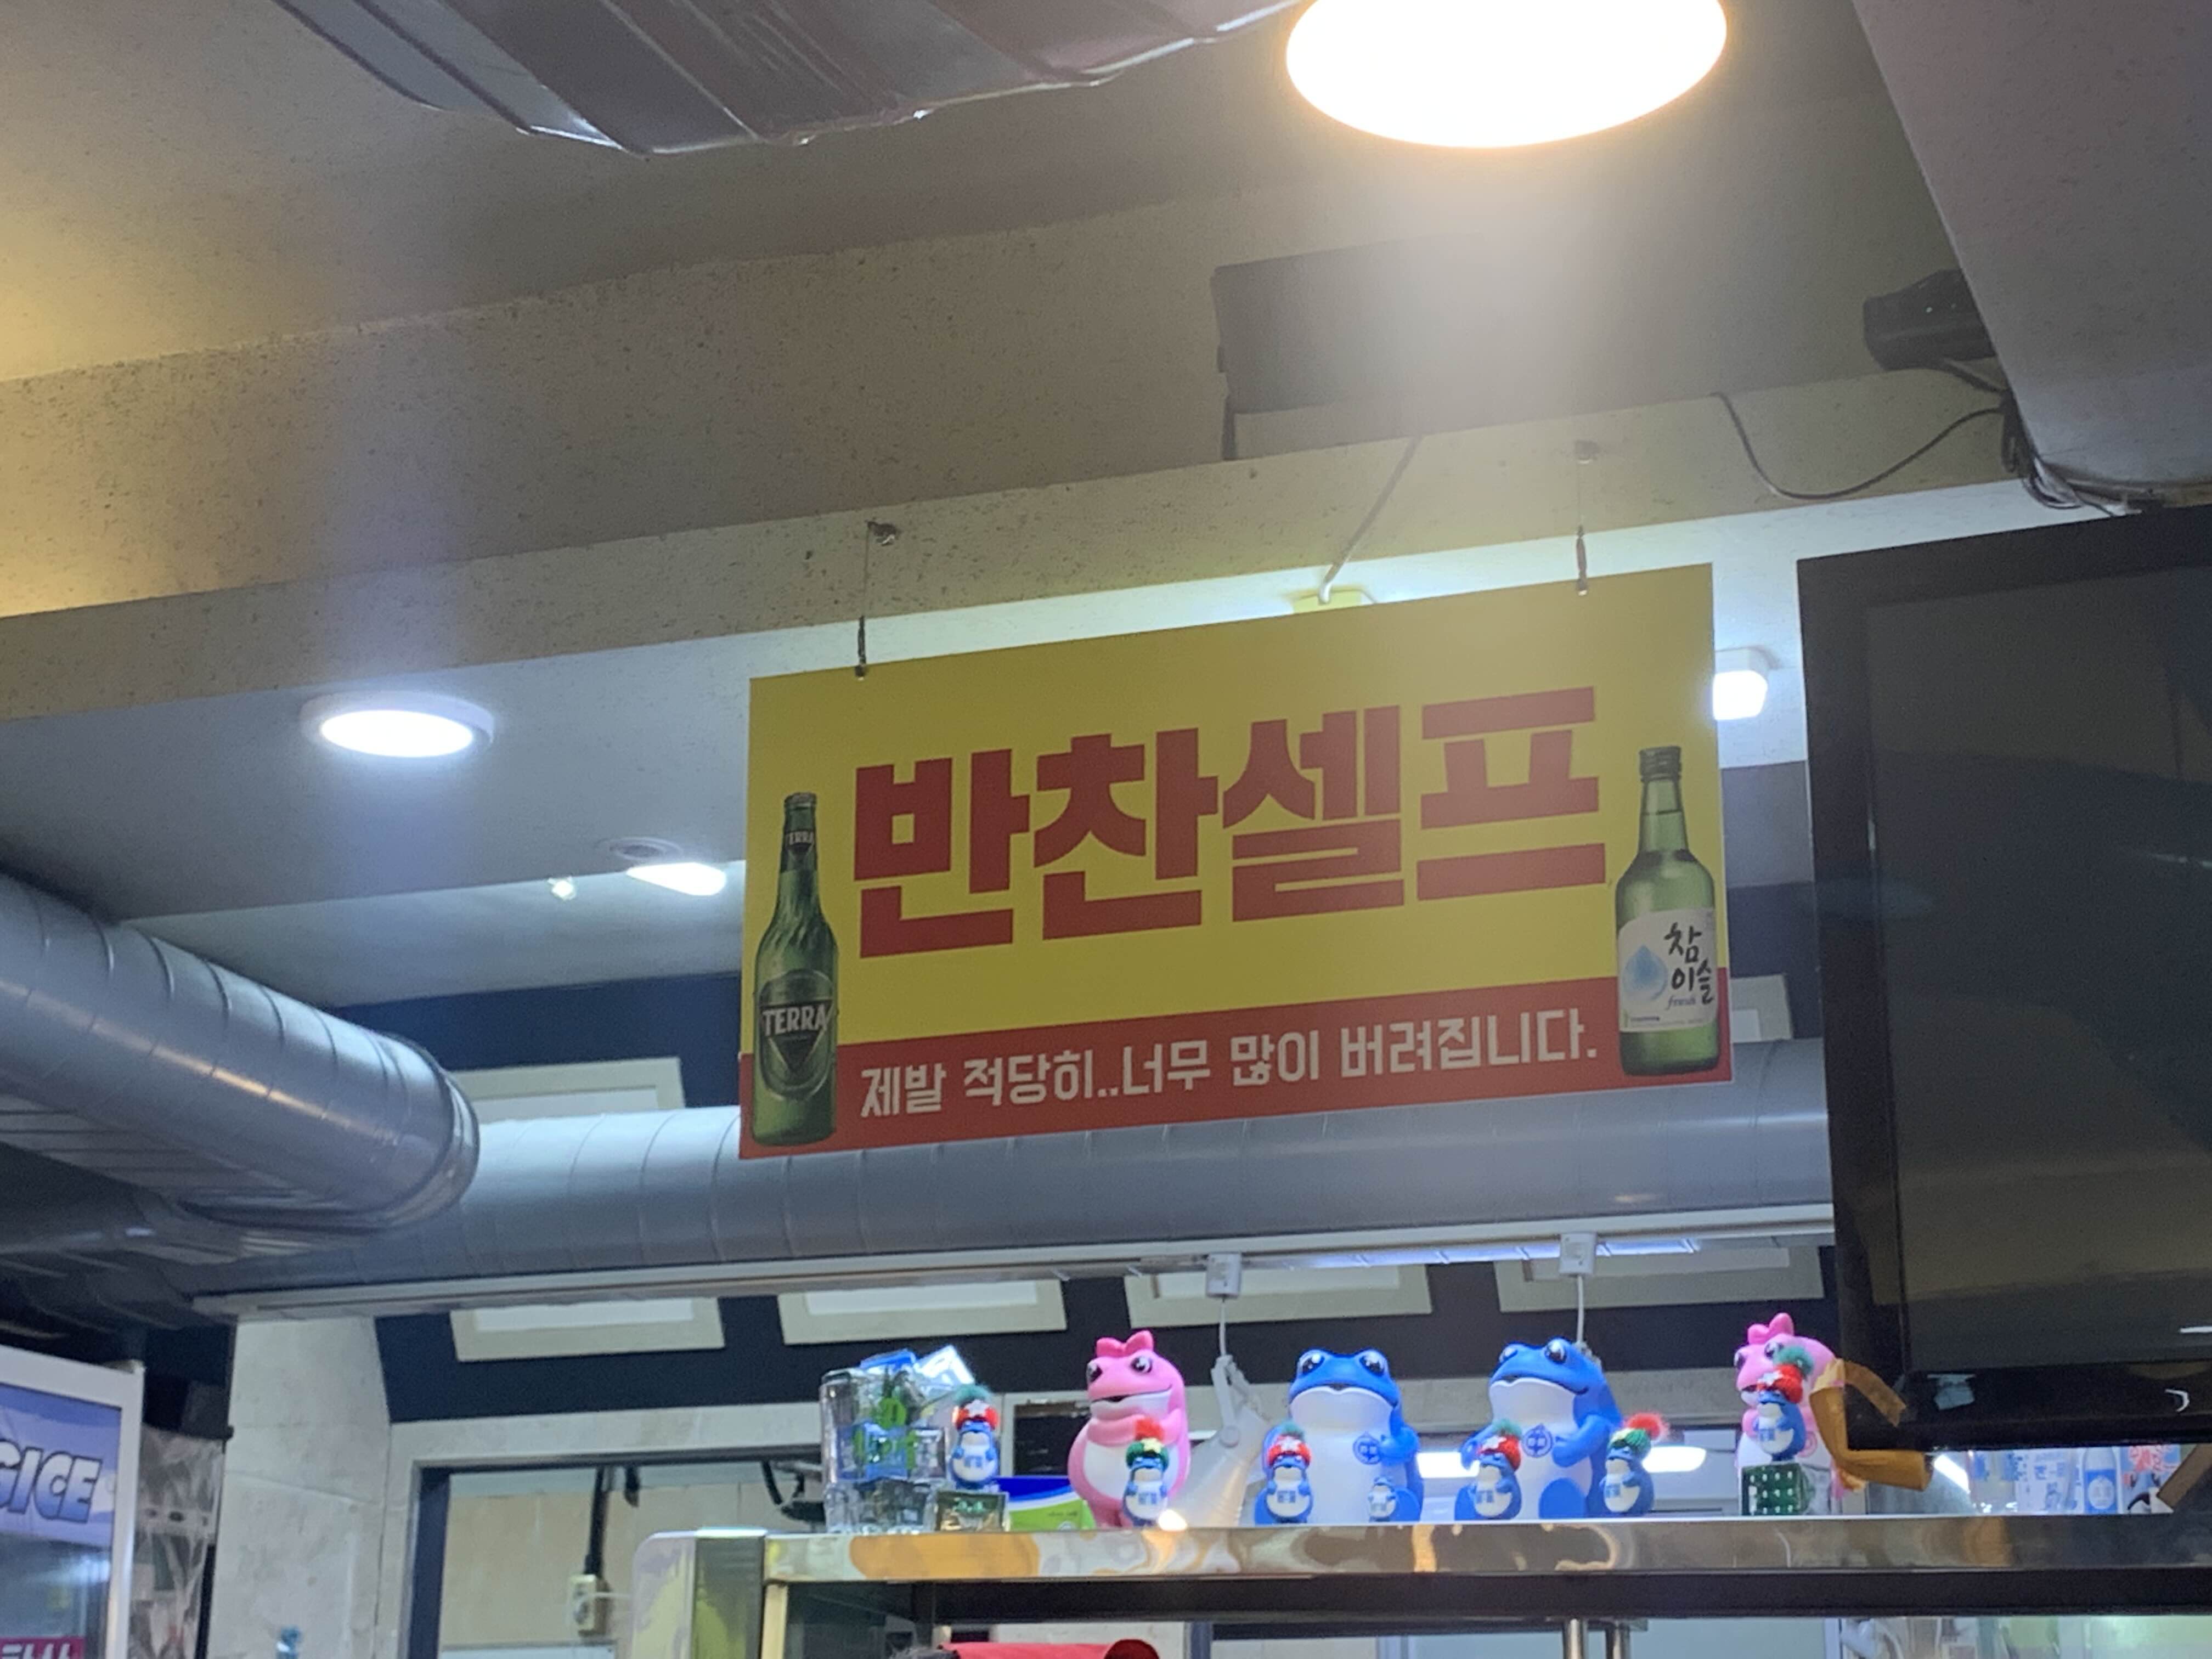 반찬셀프
TERRA
TERRA
참
이슬
fresh
제발 적당히..너무 많이 버려집니다.
GICE